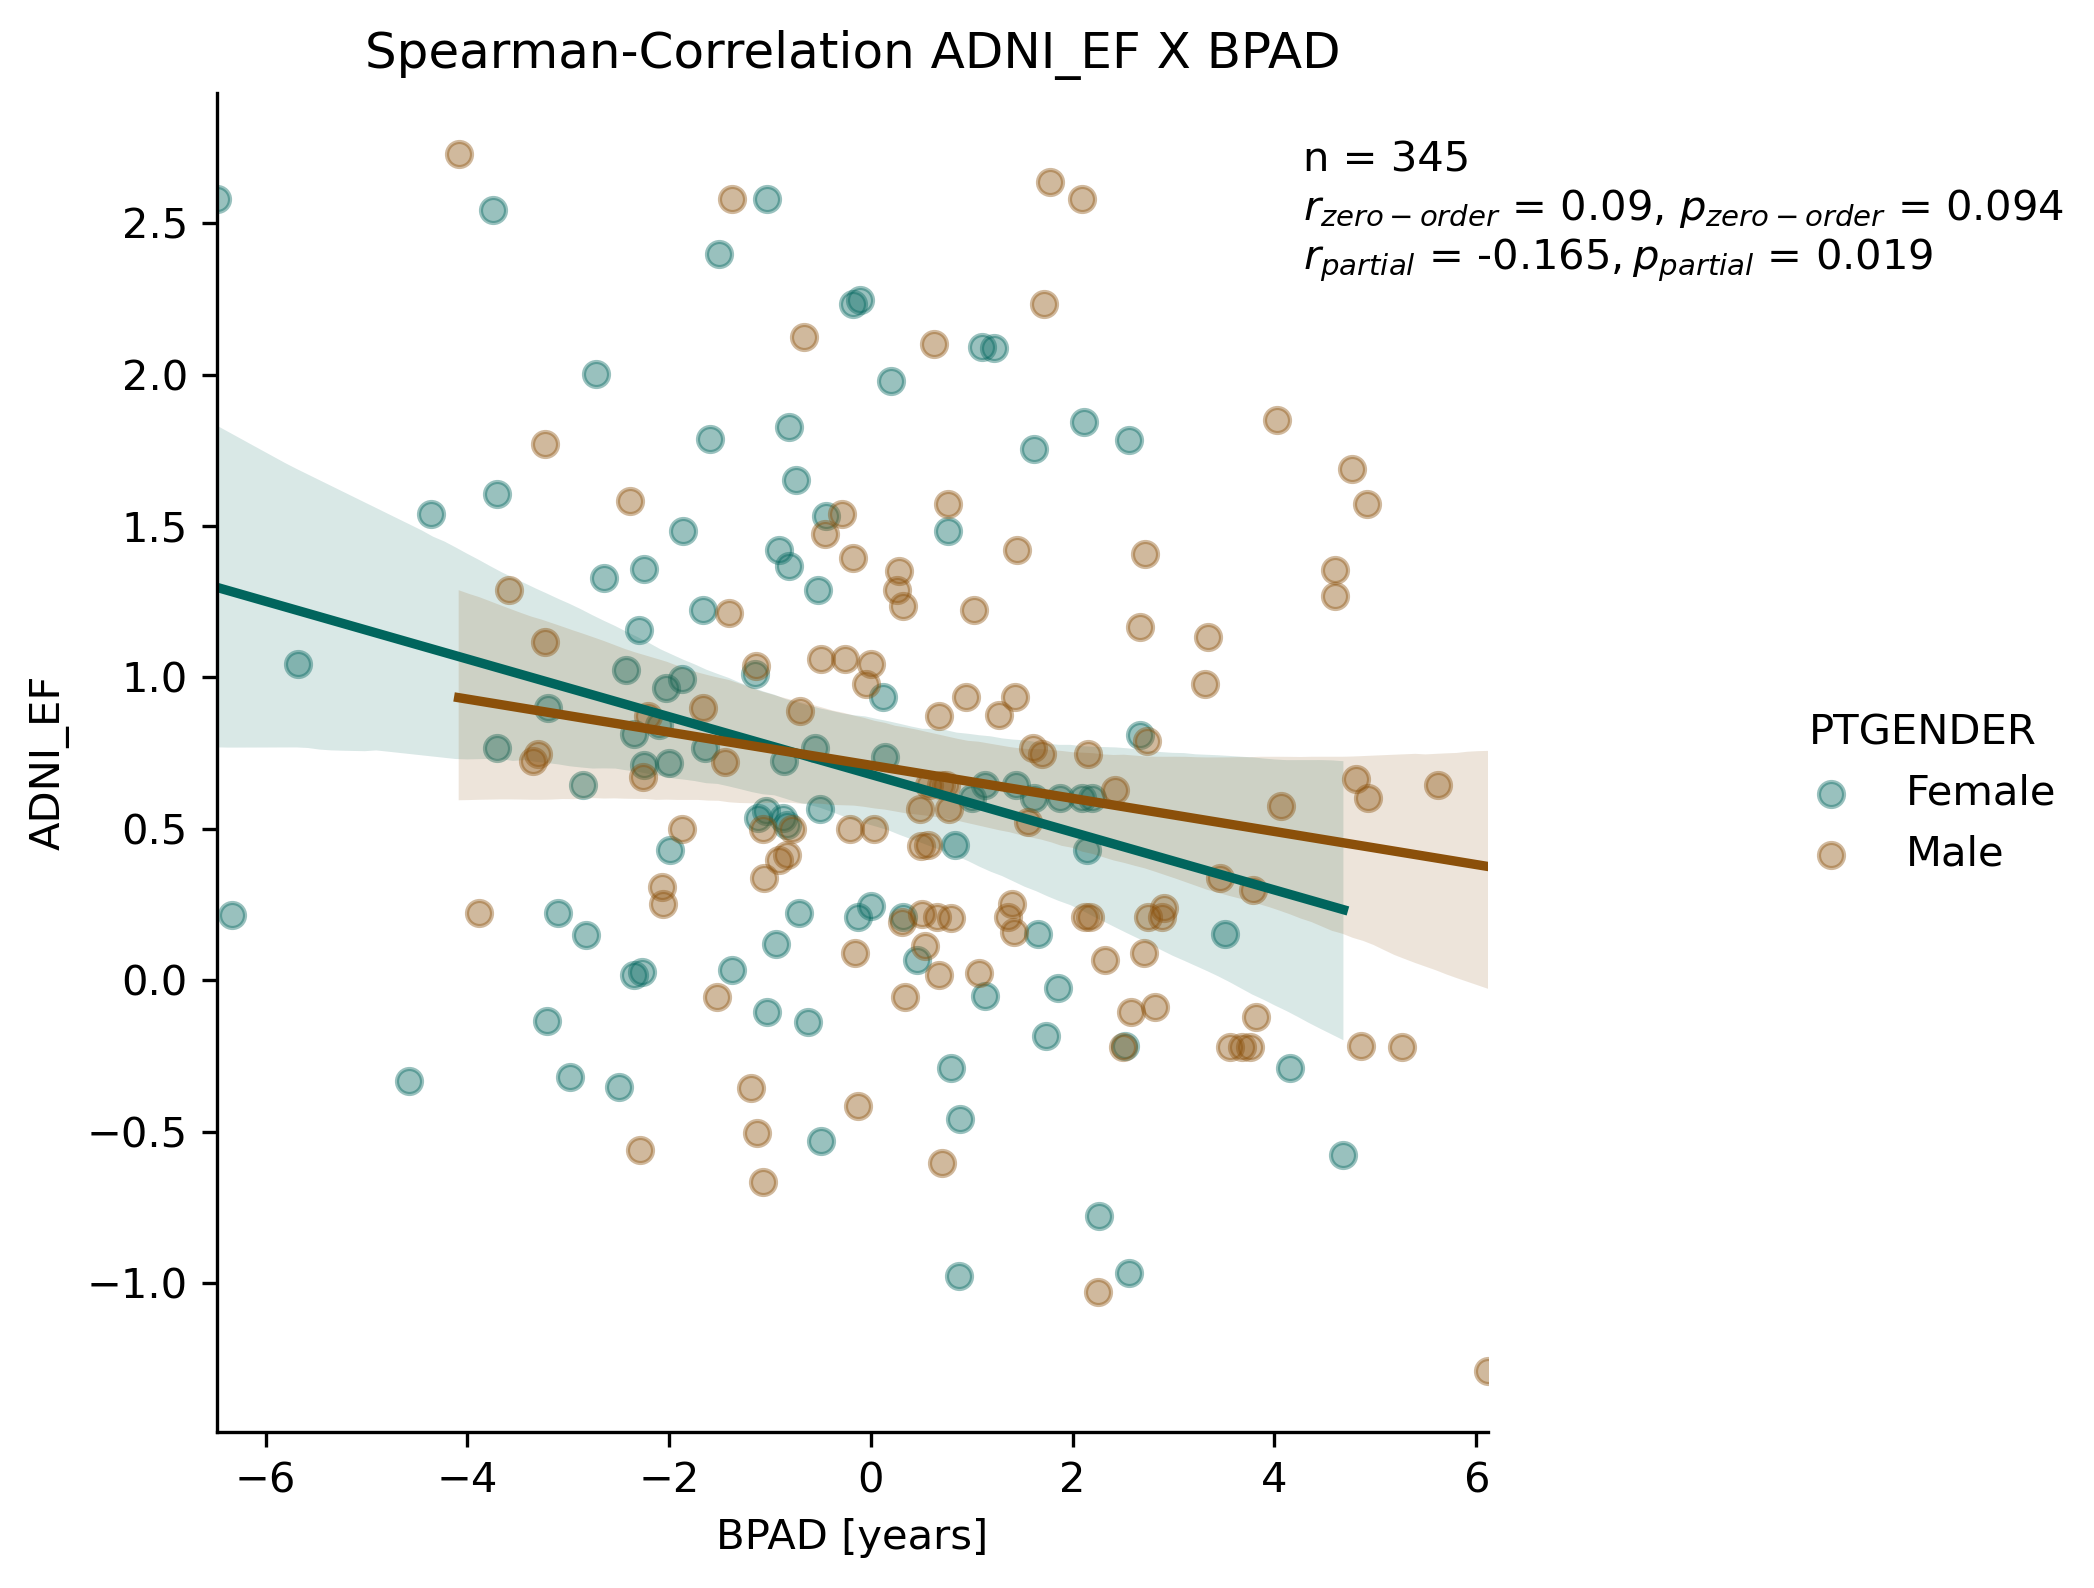 Spearman-Correlation ADNI_EF X BPAD
n = 345
r_zero−order = 0.09, p_zero−order = 0.094
r_partial = -0.165, p_partial = 0.019
ADNI_EF
2.5
2.0
1.5
1.0
0.5
0.0
−0.5
−1.0
−6 −4 −2 0 2 4 6
BPAD [years]
PTGENDER
Female
Male